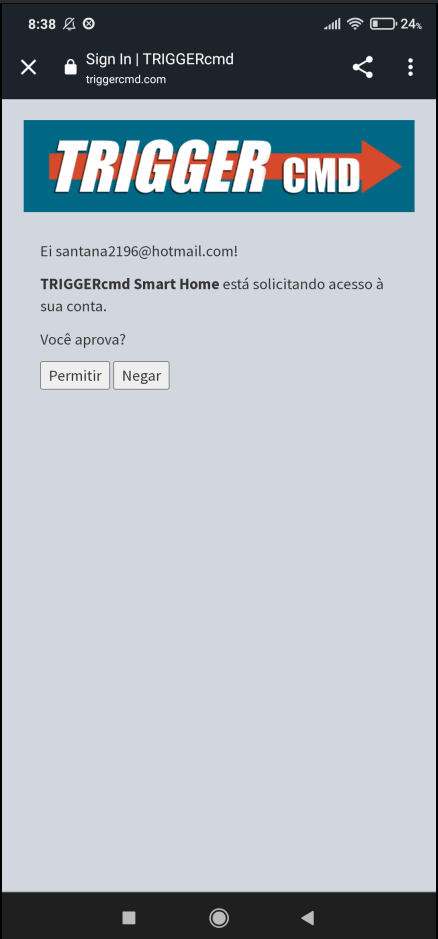 8:38
24%
Sign In | TRIGGERcmd
triggercmd.com
TRIGGER CMD
Ei santana2196@hotmail.com!
TRIGGERcmd Smart Home está solicitando acesso à
sua conta.
Você aprova?
Permitir Negar